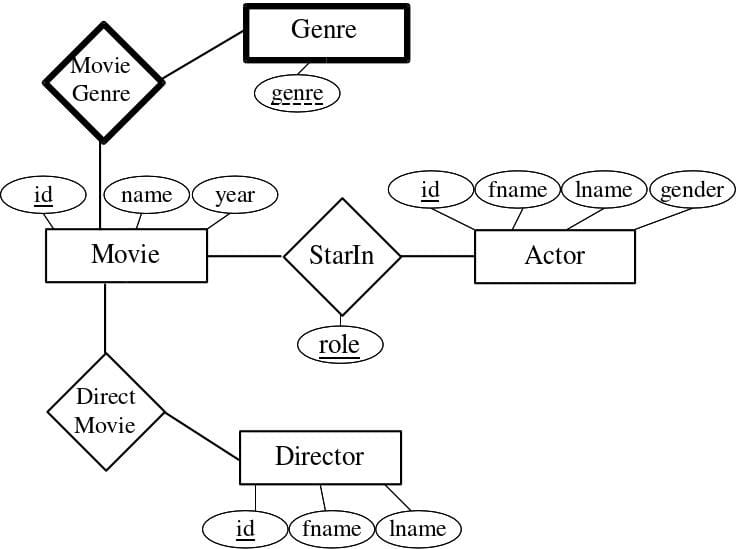 Genre
Movie
Genre
genre
id
name
year
id
fname
lname
gender
Movie
StarIn
Actor
role
Direct
Movie
Director
id
fname
lname